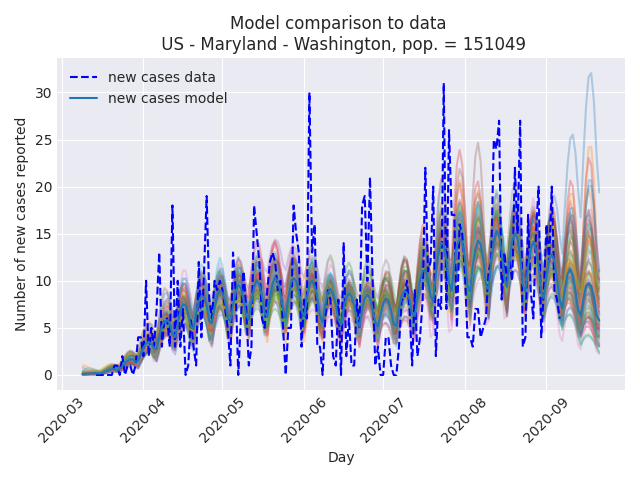 Model comparison to data
US - Maryland - Washington, pop. = 151049
new cases data
new cases model
Number of new cases reported
30
25
20
15
10
5
0
2020-03
2020-04
2020-05
2020-06
2020-07
2020-08
2020-09
Day